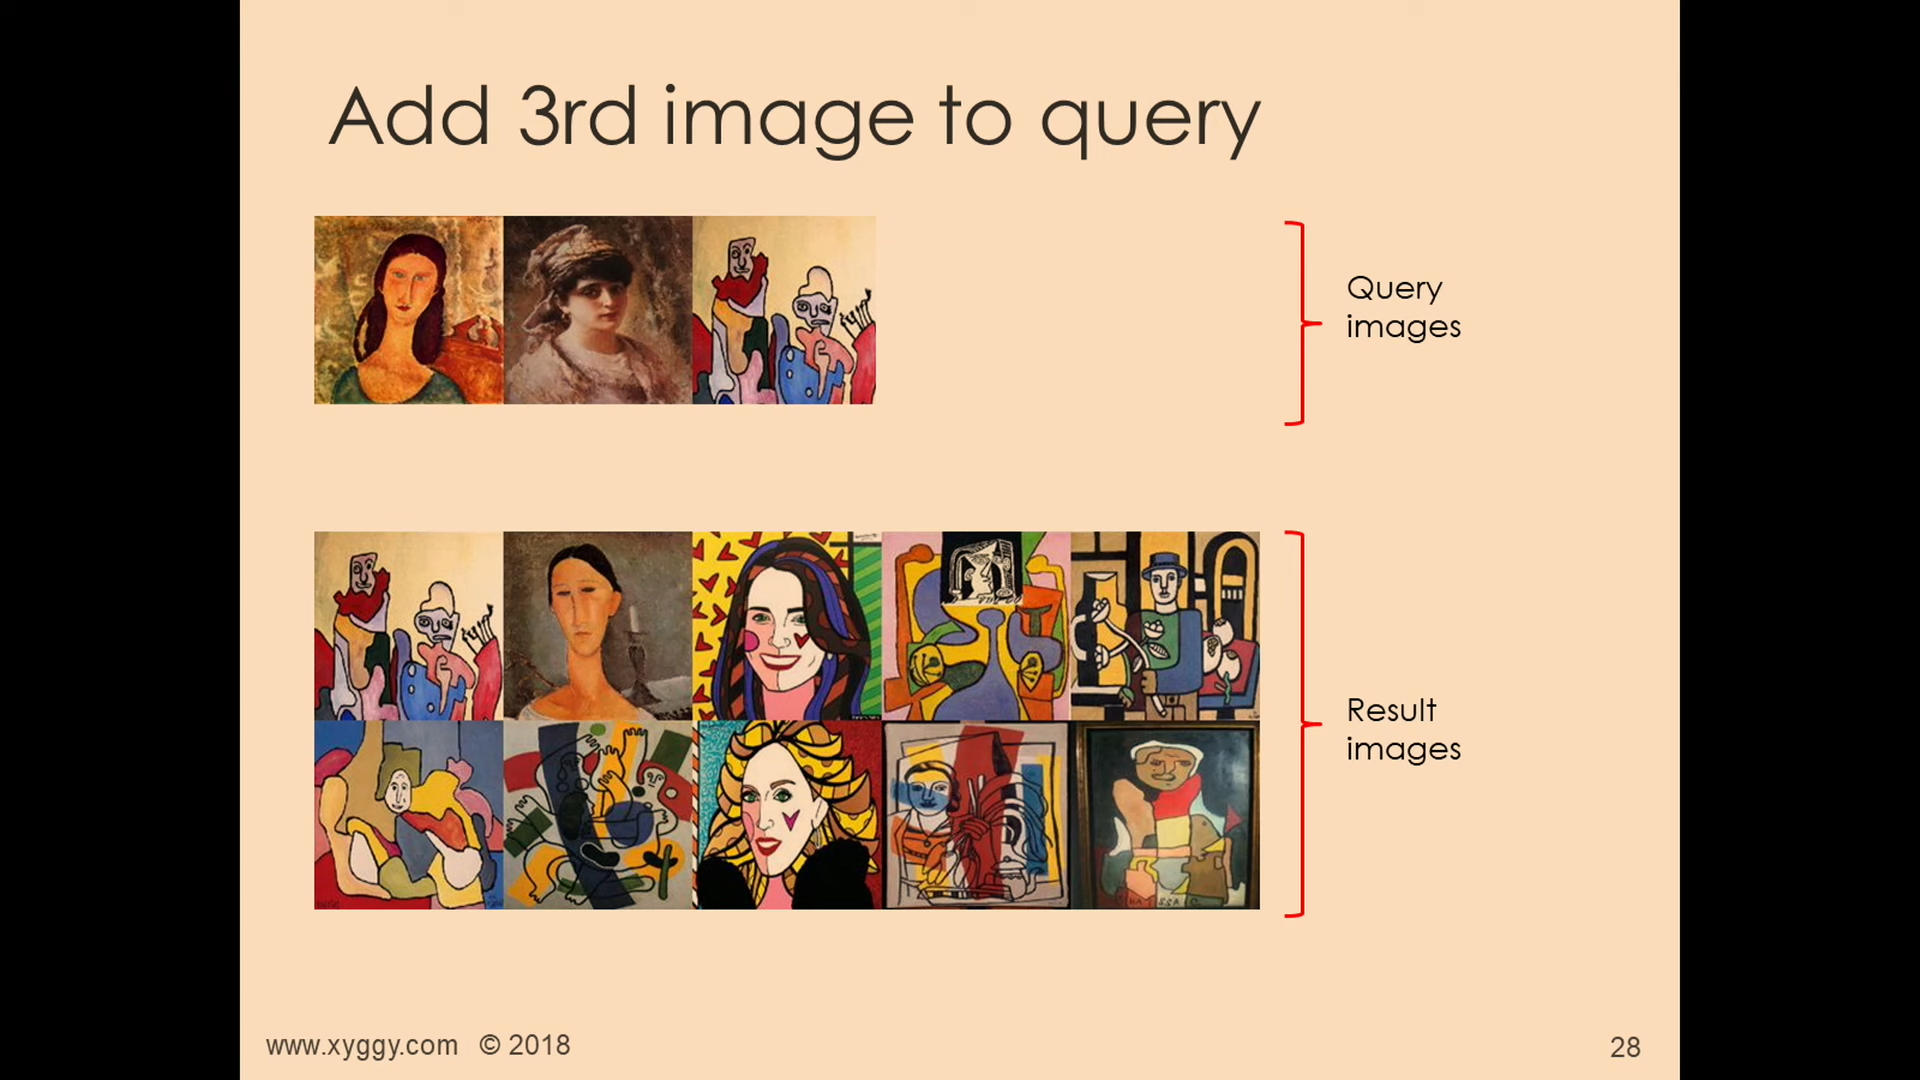 Add 3rd image to query
Query
images
Result
images
www.xyggy.com © 2018
28